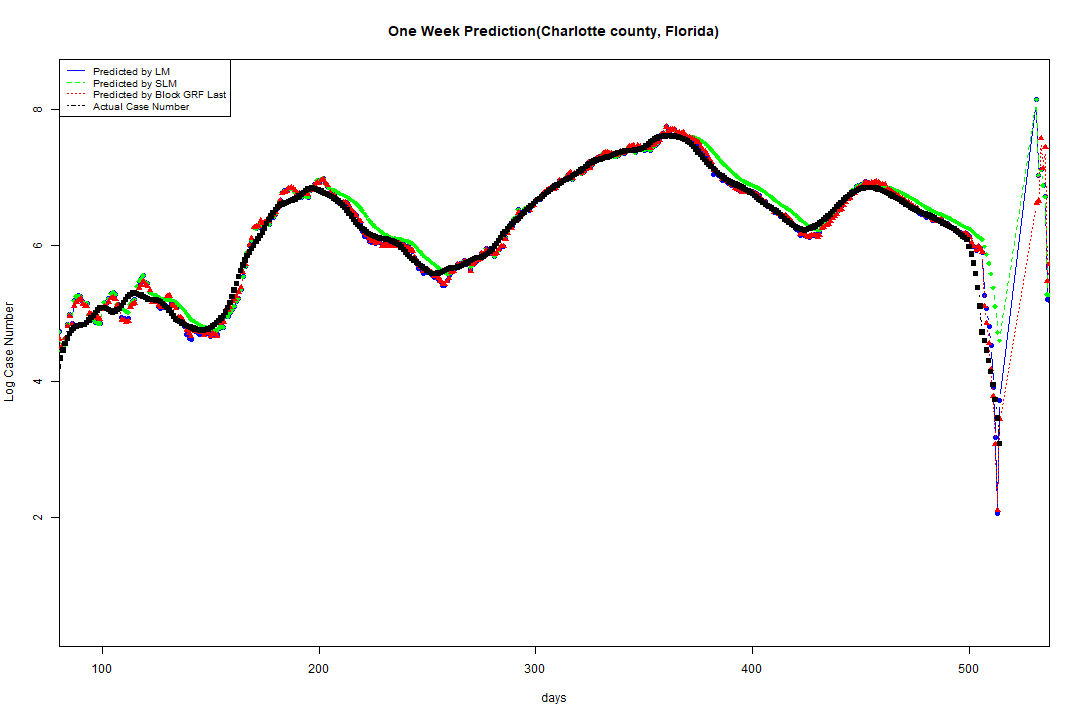 One Week Prediction(Charlotte county, Florida)
Predicted by LM
Predicted by SLM
Predicted by Block GRF Last
Actual Case Number
8
6
4
2
Log Case Number
100 200 300 400 500
days